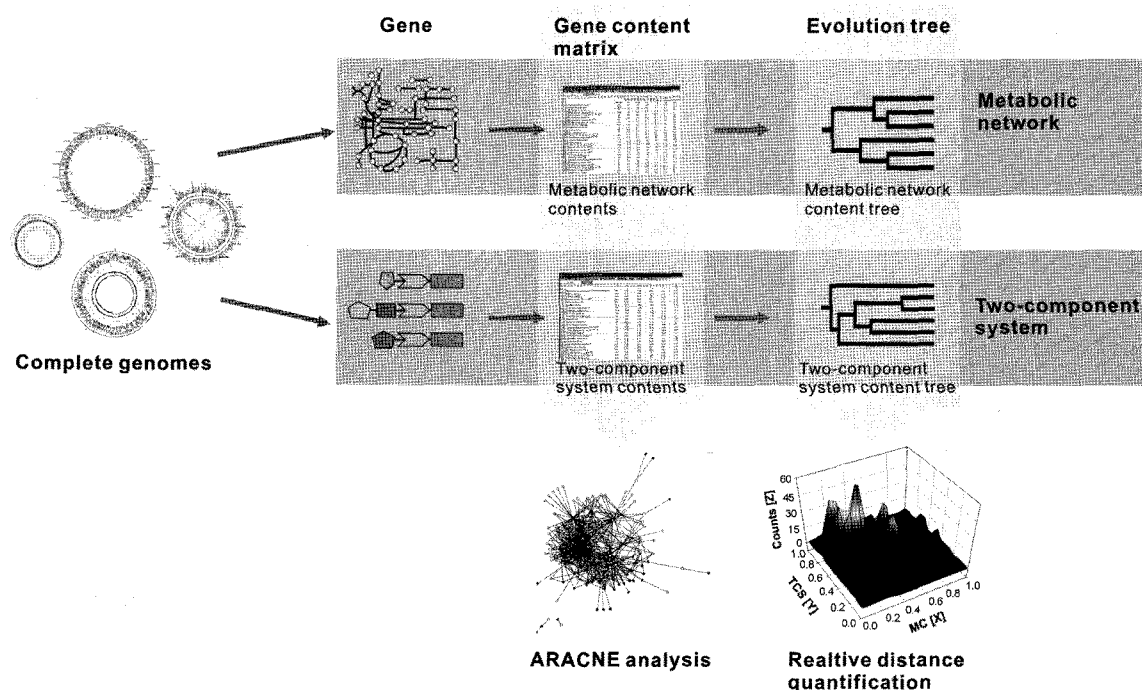 Gene
Gene content
matrix
Evolution tree
Metabolic
network
Metabolic network
contents
Metabolic network
content tree
Complete genomes
Two-component
system
Two-component
system contents
Two-component
system content tree
ARACNE analysis
Counts [Z]
60
45
30
15
0
1.0
0.8
0.6
0.4
0.2
0.0
TCS [Y]
0.0
0.2
0.4
0.6
0.8
1.0
MC [X]
Realtive distance
quantification